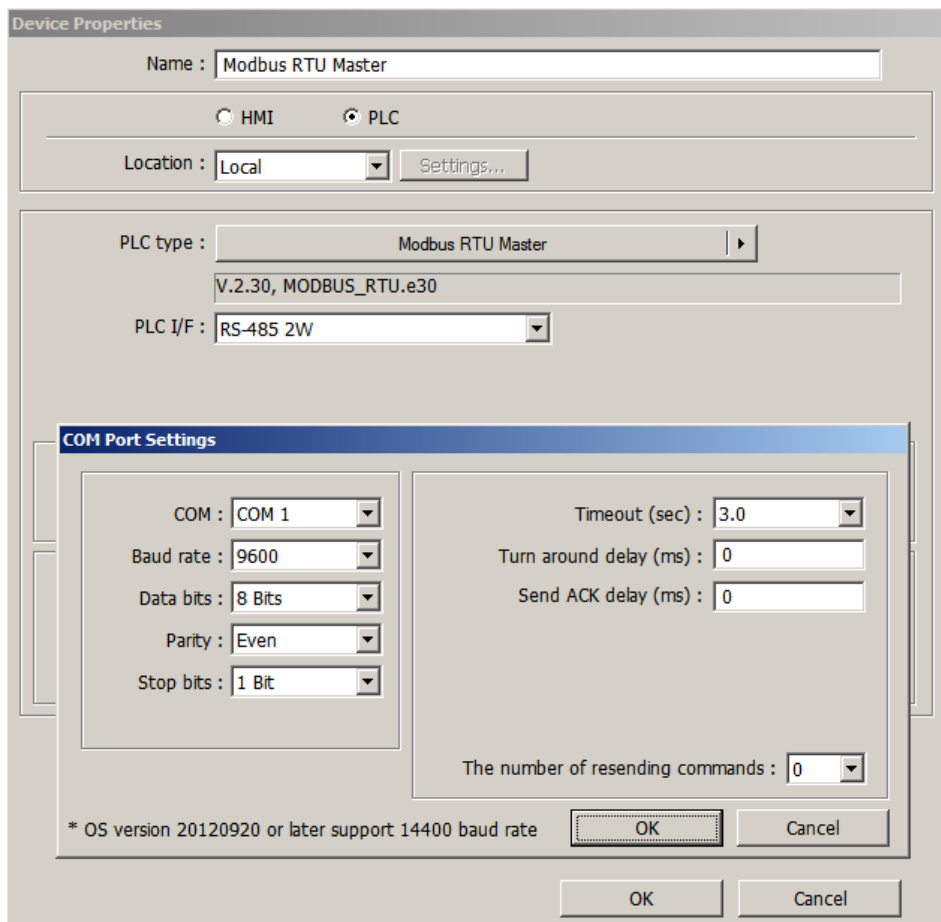 Device Properties
Name : Modbus RTU Master
HMI PLC
Location : Local Settings...
PLC type : Modbus RTU Master
V.2.30, MODBUS_RTU.e30
PLC I/F : RS-485 2W
COM Port Settings
COM : COM 1
Baud rate : 9600
Data bits : 8 Bits
Parity : Even
Stop bits : 1 Bit
Timeout (sec) : 3.0
Turn around delay (ms) : 0
Send ACK delay (ms) : 0
The number of resending commands : 0
* OS version 20120920 or later support 14400 baud rate
OK Cancel
OK Cancel